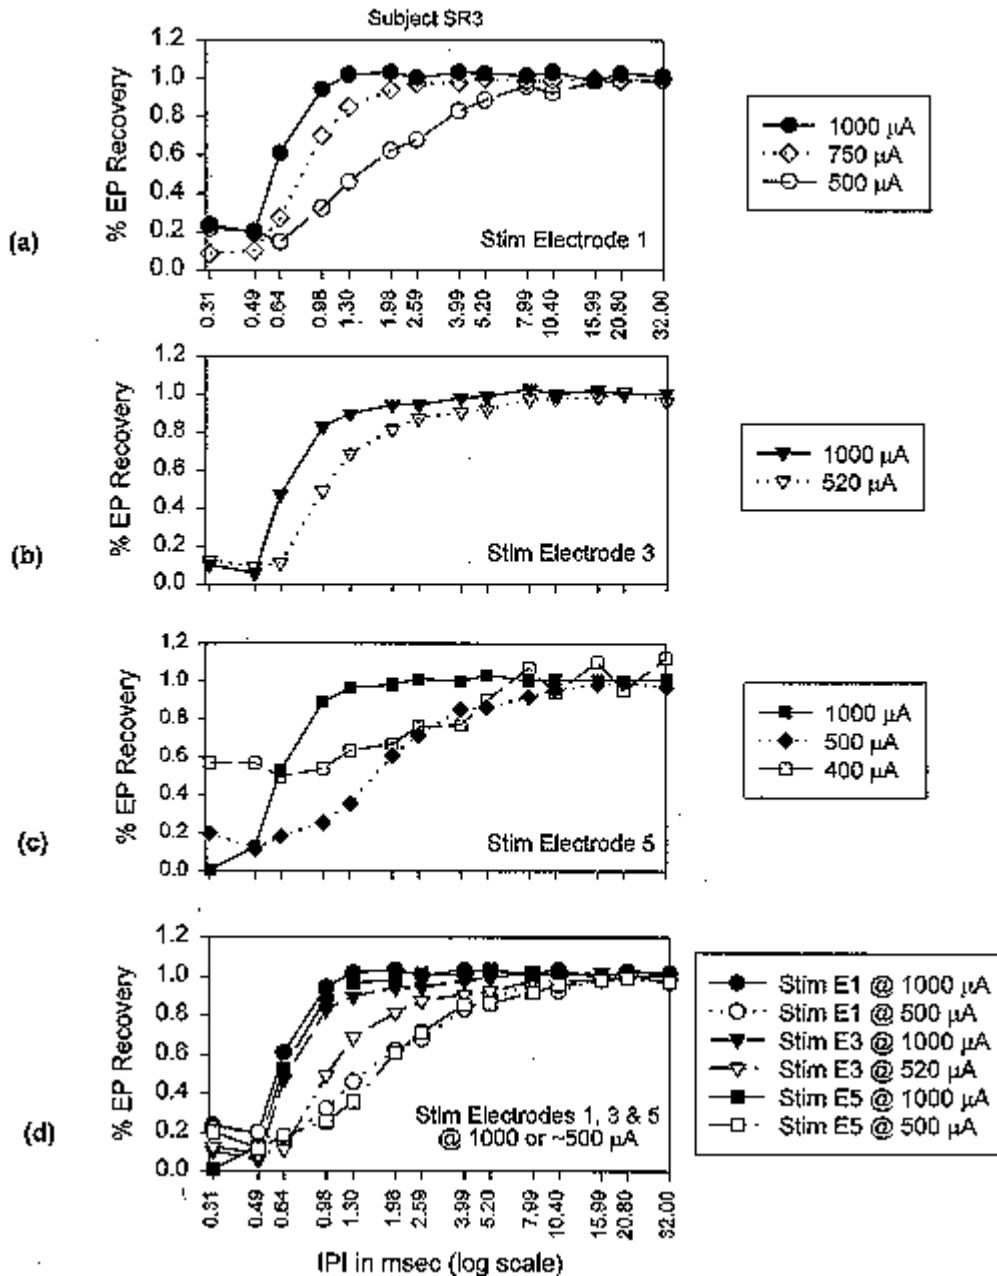 Subject SR3
(a)
% EP Recovery
1.2
1.0
0.8
0.6
0.4
0.2
0.0
Stim Electrode 1
0.31
0.49
0.64
0.98
1.30
1.98
2.59
3.99
5.20
7.99
10.40
15.99
20.80
32.00
1000 µA
750 µA
500 µA
(b)
% EP Recovery
1.2
1.0
0.8
0.6
0.4
0.2
0.0
Stim Electrode 3
1000 µA
520 µA
(c)
% EP Recovery
1.2
1.0
0.8
0.6
0.4
0.2
0.0
Stim Electrode 5
1000 µA
500 µA
400 µA
(d)
% EP Recovery
1.2
1.0
0.8
0.6
0.4
0.2
0.0
Stim Electrodes 1, 3 & 5
@ 1000 or ~500 µA
0.31
0.49
0.64
0.98
1.30
1.98
2.59
3.99
5.20
7.99
10.40
15.99
20.80
32.00
IPI in msec (log scale)
Stim E1 @ 1000 µA
Stim E1 @ 500 µA
Stim E3 @ 1000 µA
Stim E3 @ 520 µA
Stim E5 @ 1000 µA
Stim E5 @ 500 µA